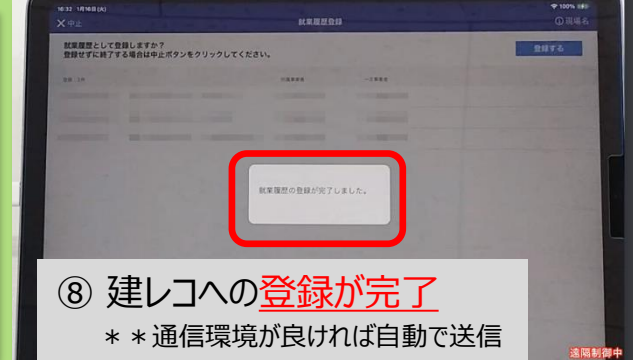 16:32 1月16日(火)
100%
× 中止
就業履歴登録
ⓘ 現場名
就業履歴として登録しますか？
登録せずに終了する場合は中止ボタンをクリックしてください。
登録する
就業履歴の登録が完了しました。
⑧ 建レコへの登録が完了
＊＊通信環境が良ければ自動で送信
遠隔制御中